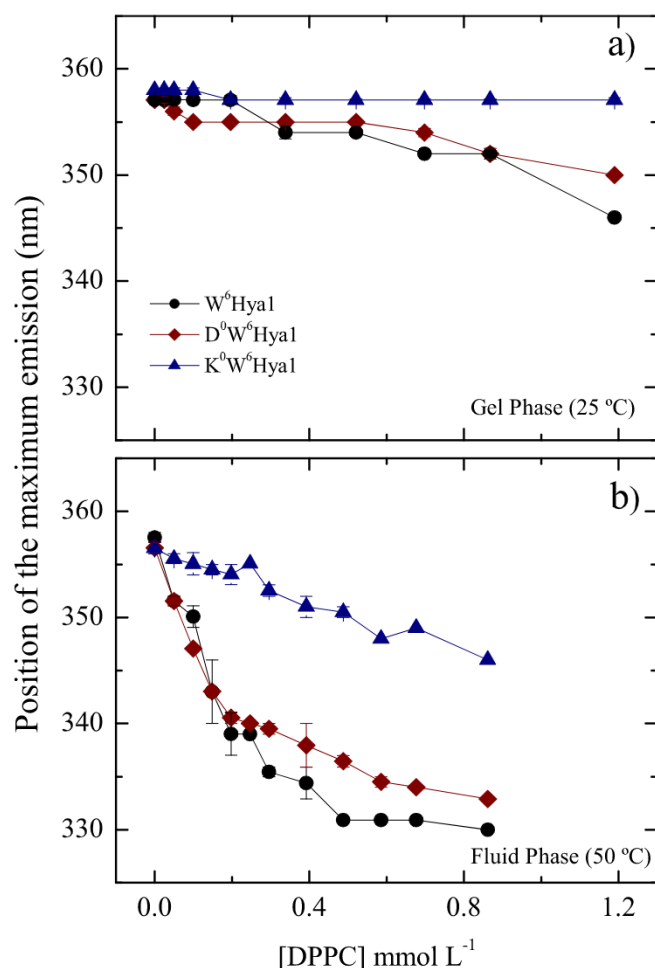 a)
360
350
340
330
W⁶Hya1
D⁰W⁶Hya1
K⁰W⁶Hya1
Gel Phase (25 ºC)
b)
360
350
340
330
Fluid Phase (50 ºC)
0.0 0.4 0.8 1.2
[DPPC] mmol L⁻¹
Position of the maximum emission (nm)